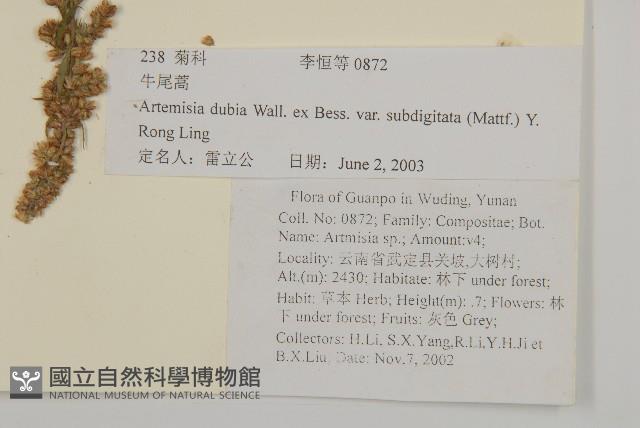 238 菊科 李恒等 0872
牛尾蒿
Artemisia dubia Wall. ex Bess. var. subdigitata (Mattf.) Y.
Rong Ling
定名人：雷立公 日期：June 2, 2003
Flora of Guanpo in Wuding, Yunan
Coll. No: 0872; Family: Compositae; Bot.
Name: Artmisia sp.; Amount:v4;
Locality: 云南省武定县关坡,大树村;
Alt.(m): 2430; Habitate: 林下 under forest;
Habit: 草本 Herb; Height(m): .7; Flowers: 林
下 under forest; Fruits: 灰色 Grey;
Collectors: H.Li, S.X.Yang,R.Li,Y.H.Ji et
B.X.Liu, Date: Nov.7, 2002
國立自然科學博物館
NATIONAL MUSEUM OF NATURAL SCIENCE